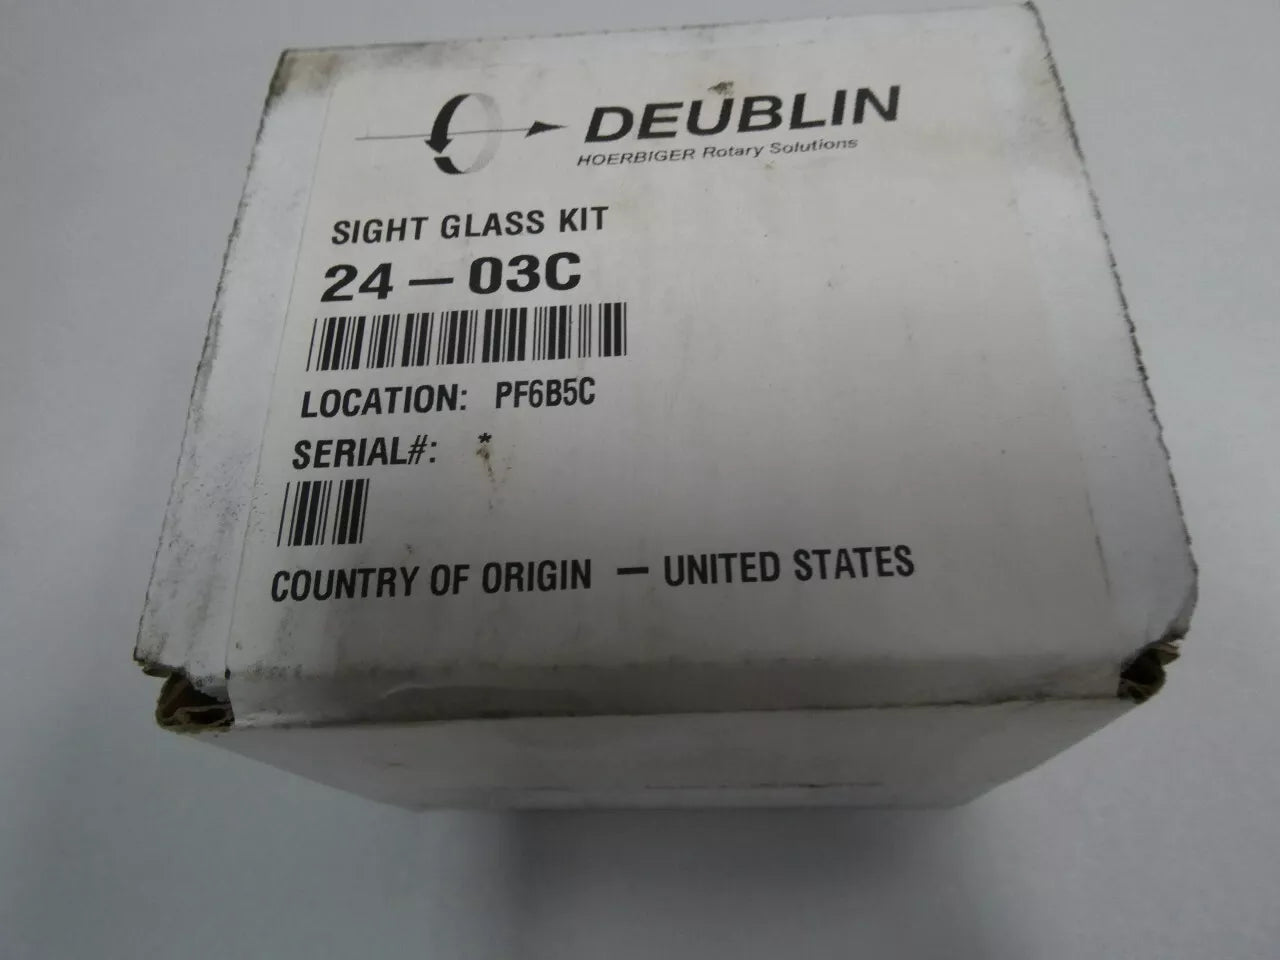 DEUBLIN
HOERBIGER Rotary Solutions
SIGHT GLASS KIT
24-03C
LOCATION: PF6B5C
SERIAL#: *
COUNTRY OF ORIGIN - UNITED STATES